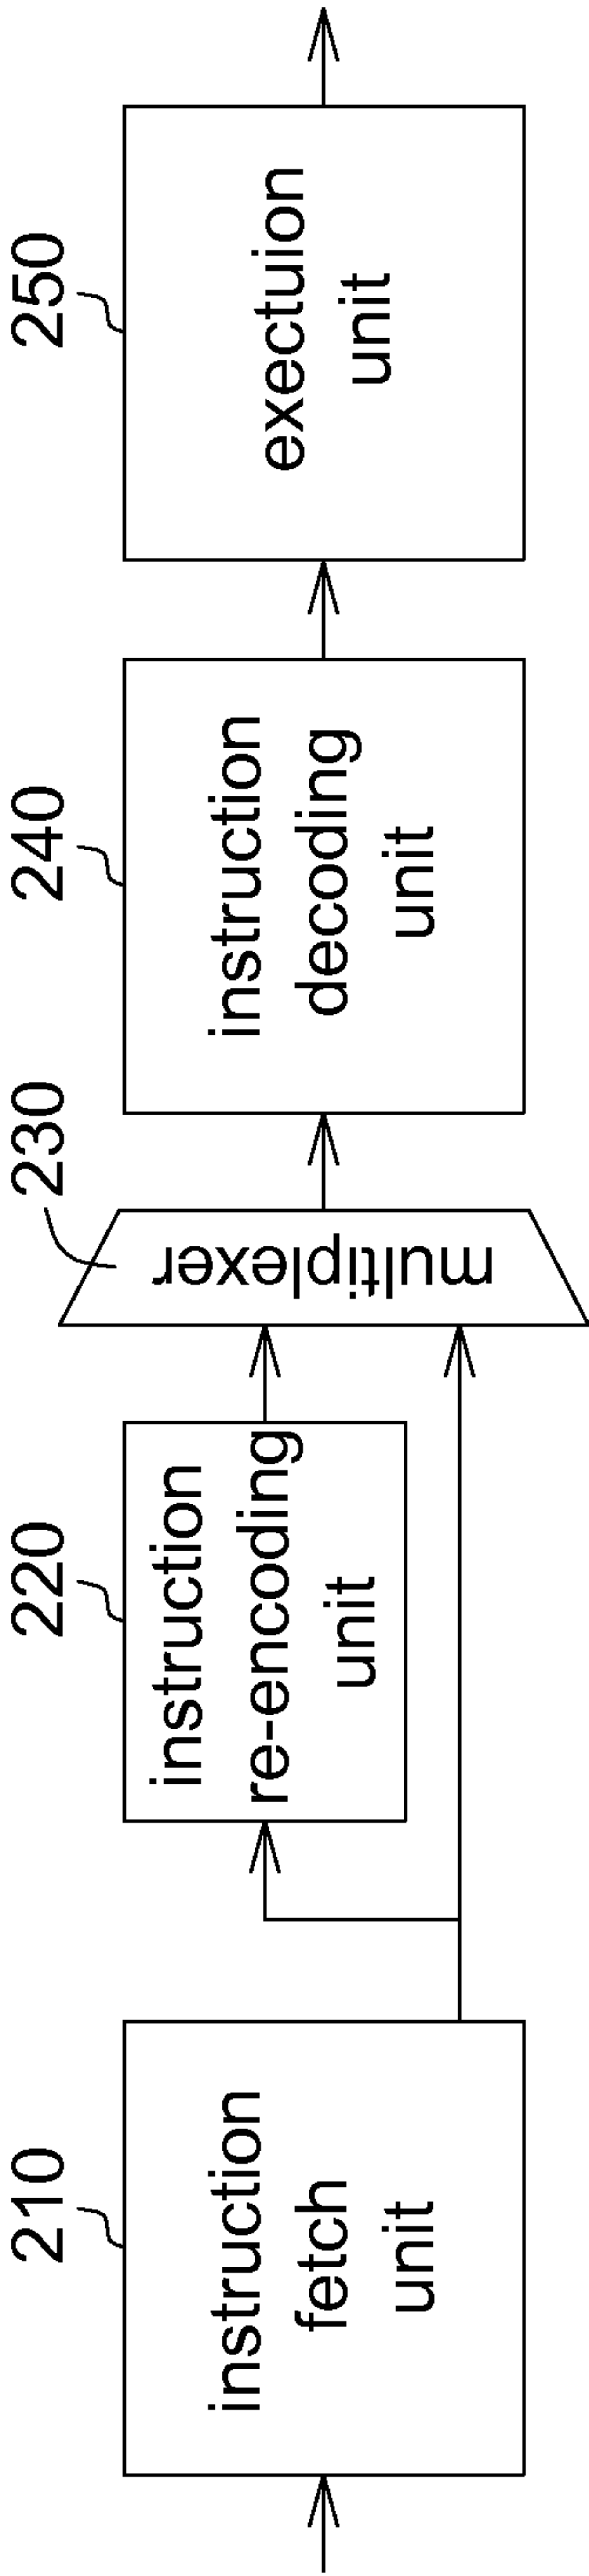 210
instruction
fetch
unit
220
instruction
re-encoding
unit
230
multiplexer
240
instruction
decoding
unit
250
exectuion
unit